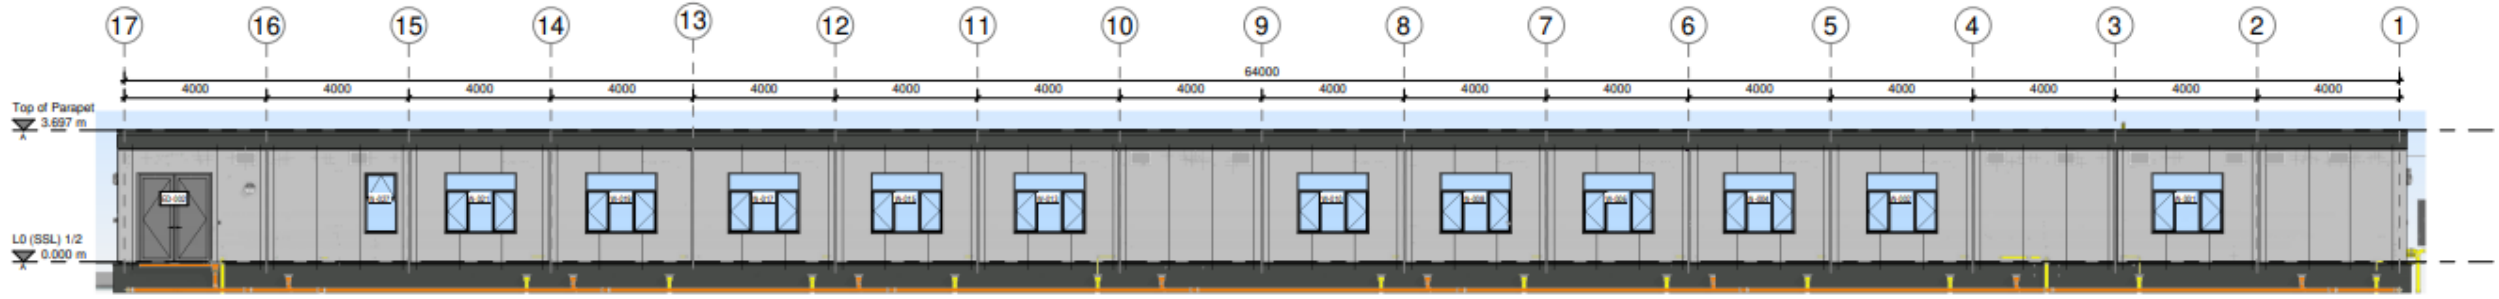 17 16 15 14 13 12 11 10 9 8 7 6 5 4 3 2 1
64000
4000 4000 4000 4000 4000 4000 4000 4000 4000 4000 4000 4000 4000 4000 4000 4000
Top of Parapet
3.697 m
L0 (SSL) 1/2
0.000 m